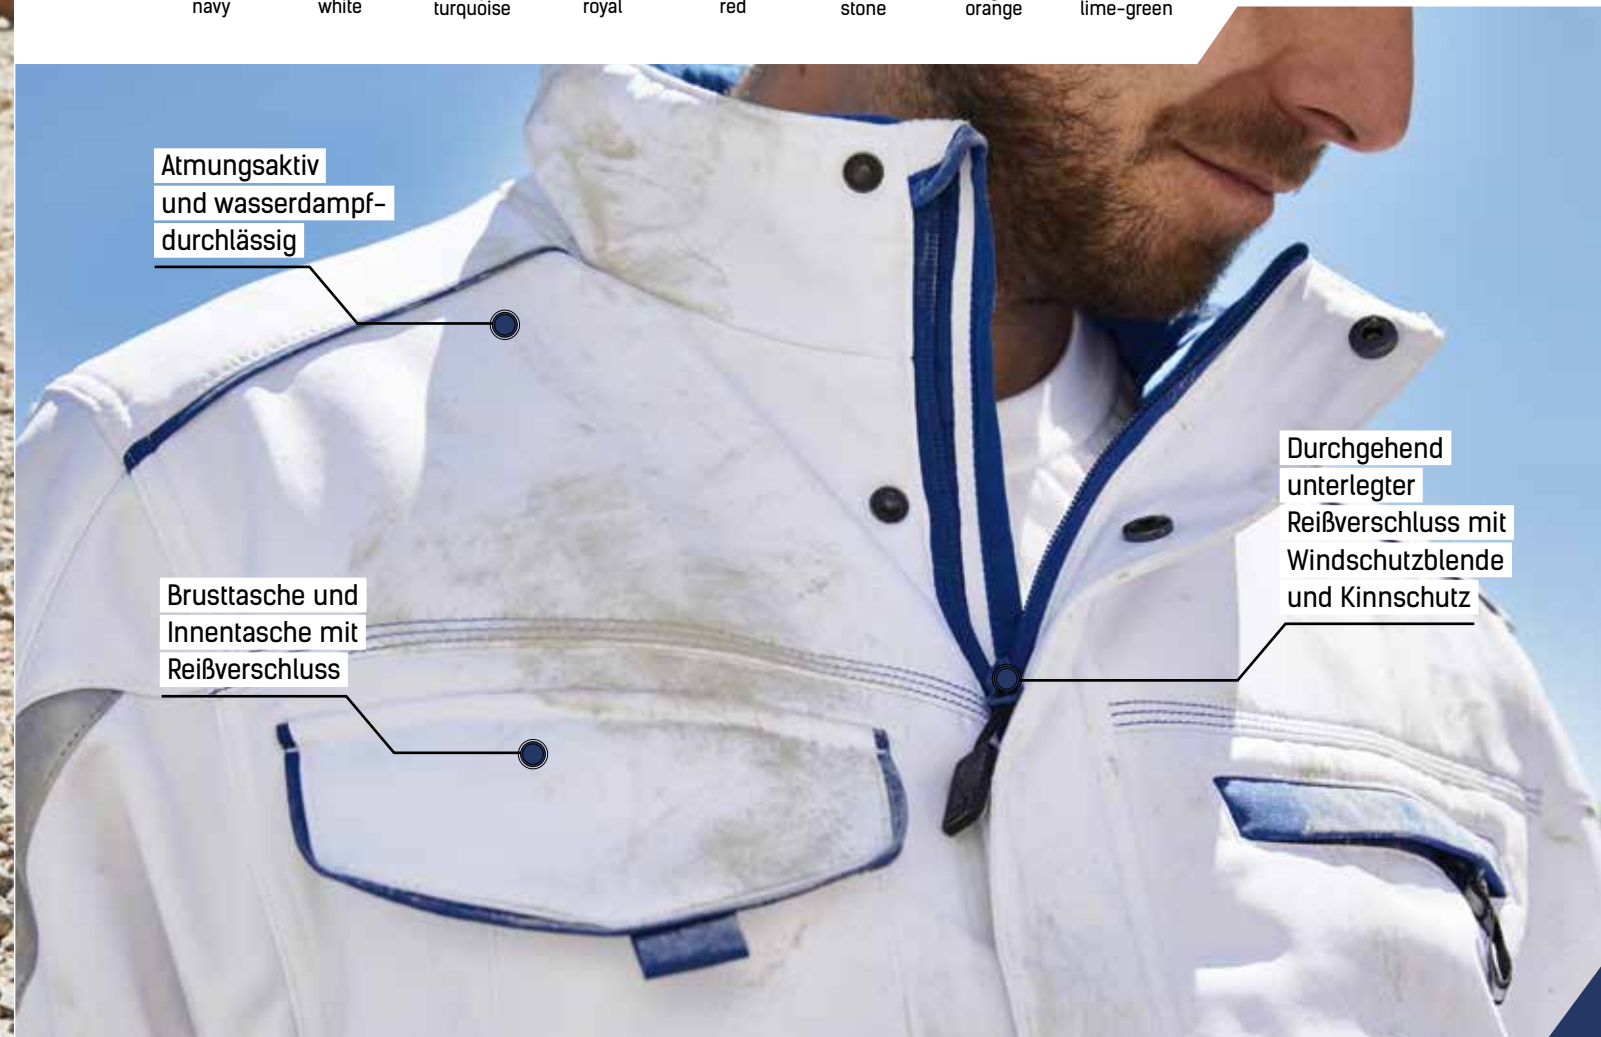 navy white turquoise royal red stone orange lime-green
Atmungsaktiv
und wasserdampf-
durchlässig
Durchgehend
unterlegter
Reißverschluss mit
Windschutzblende
und Kinnschutz
Brusttasche und
Innentasche mit
Reißverschluss